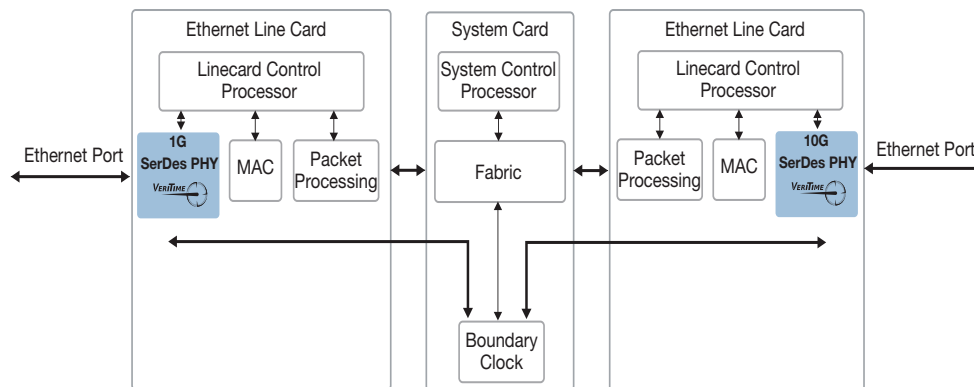 Ethernet Line Card
Linecard Control
Processor
1G
SerDes PHY
VERITIME
MAC
Packet
Processing
Ethernet Port
System Card
System Control
Processor
Fabric
Boundary
Clock
Ethernet Line Card
Linecard Control
Processor
Packet
Processing
MAC
10G
SerDes PHY
VERITIME
Ethernet Port